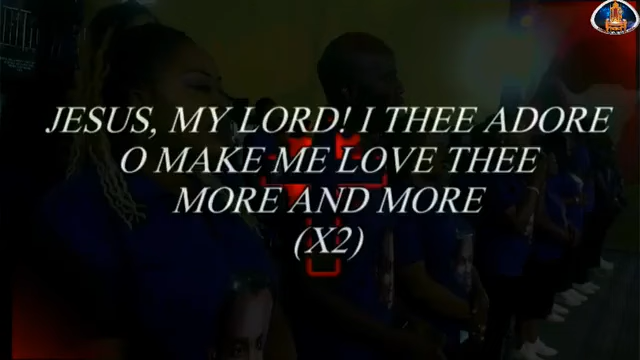 JESUS, MY LORD! I THEE ADORE
O MAKE ME LOVE THEE
MORE AND MORE
(X2)